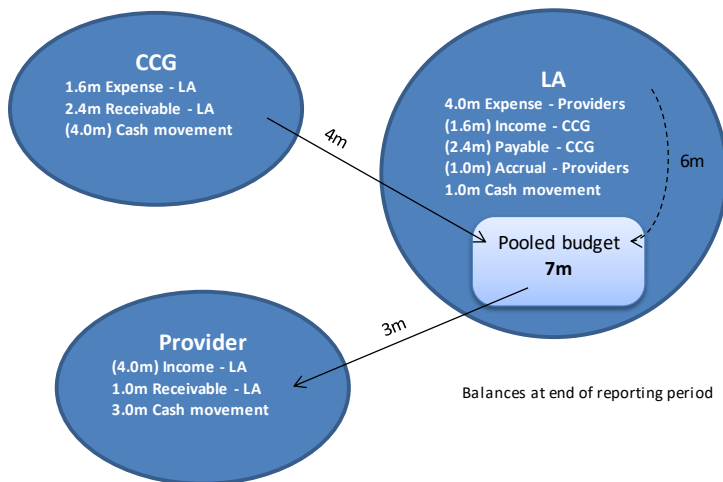 CCG
1.6m Expense - LA
2.4m Receivable - LA
(4.0m) Cash movement
4m
LA
4.0m Expense - Providers
(1.6m) Income - CCG
(2.4m) Payable - CCG
(1.0m) Accrual - Providers
1.0m Cash movement
6m
Pooled budget
7m
3m
Provider
(4.0m) Income - LA
1.0m Receivable - LA
3.0m Cash movement
Balances at end of reporting period